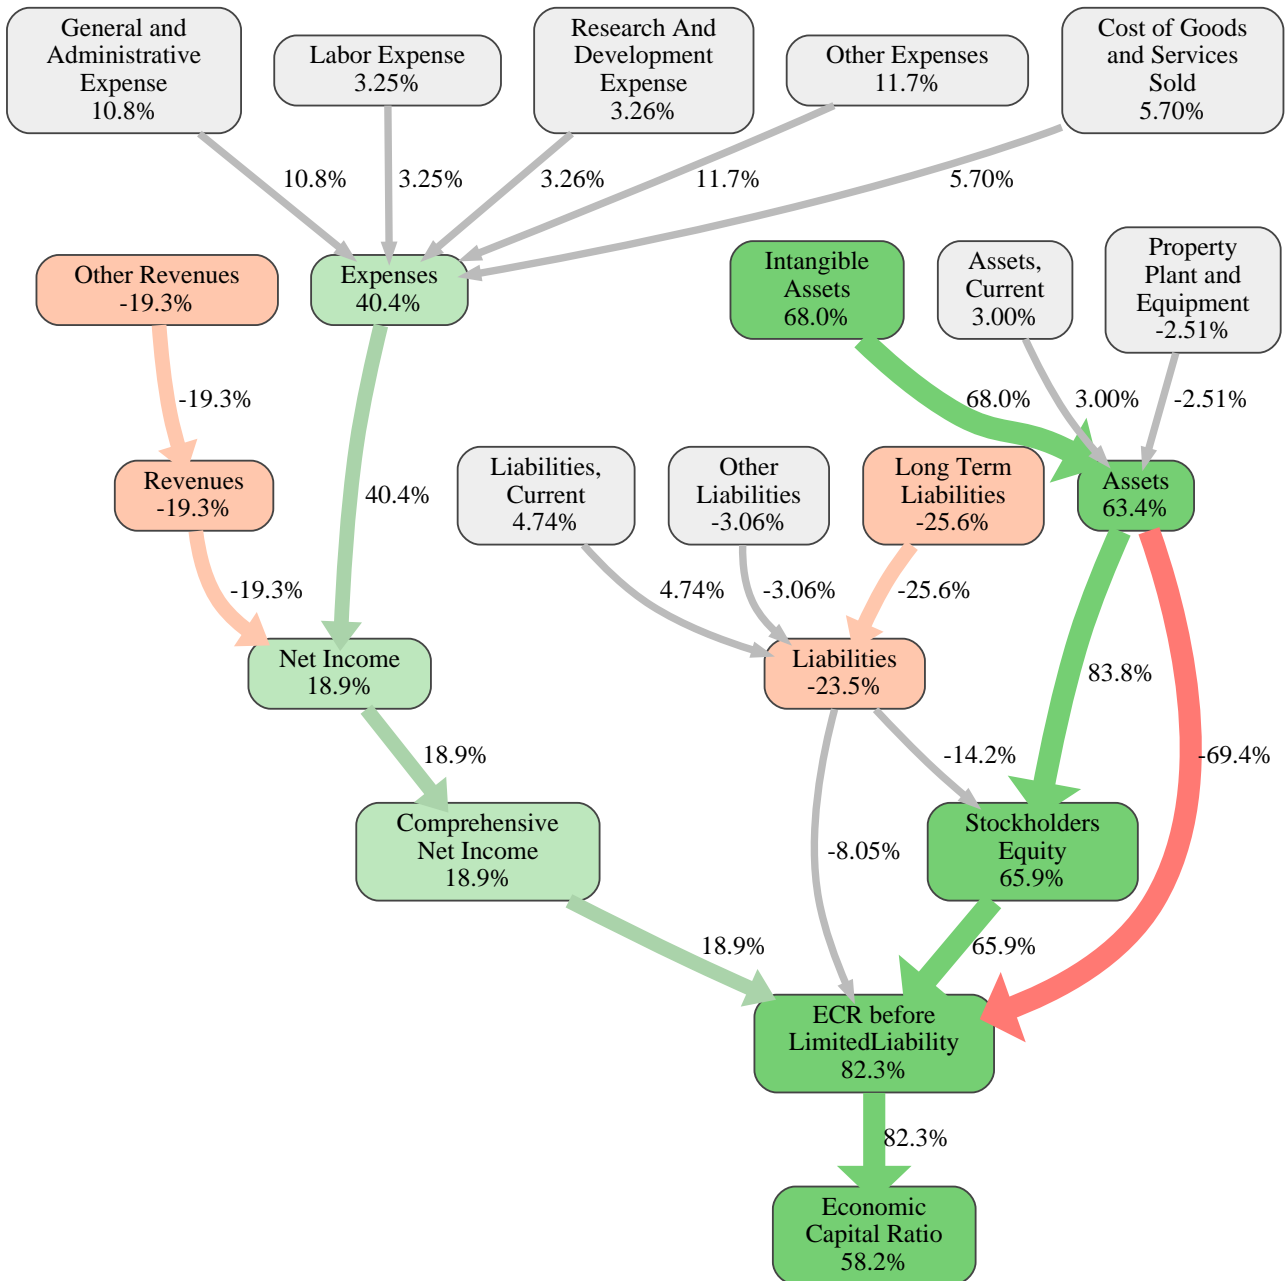 General and
Administrative
Expense
10.8%
Labor Expense
3.25%
Research And
Development
Expense
3.26%
Other Expenses
11.7%
Cost of Goods
and Services
Sold
5.70%
10.8%
3.25%
3.26%
11.7%
5.70%
Other Revenues
-19.3%
Expenses
40.4%
Intangible
Assets
68.0%
Assets,
Current
3.00%
Property
Plant and
Equipment
-2.51%
-19.3%
68.0%
3.00%
-2.51%
Revenues
-19.3%
40.4%
Liabilities,
Current
4.74%
Other
Liabilities
-3.06%
Long Term
Liabilities
-25.6%
Assets
63.4%
-19.3%
4.74%
-3.06%
-25.6%
Net Income
18.9%
Liabilities
-23.5%
83.8%
18.9%
-14.2%
-69.4%
Comprehensive
Net Income
18.9%
-8.05%
Stockholders
Equity
65.9%
18.9%
65.9%
ECR before
LimitedLiability
82.3%
82.3%
Economic
Capital Ratio
58.2%